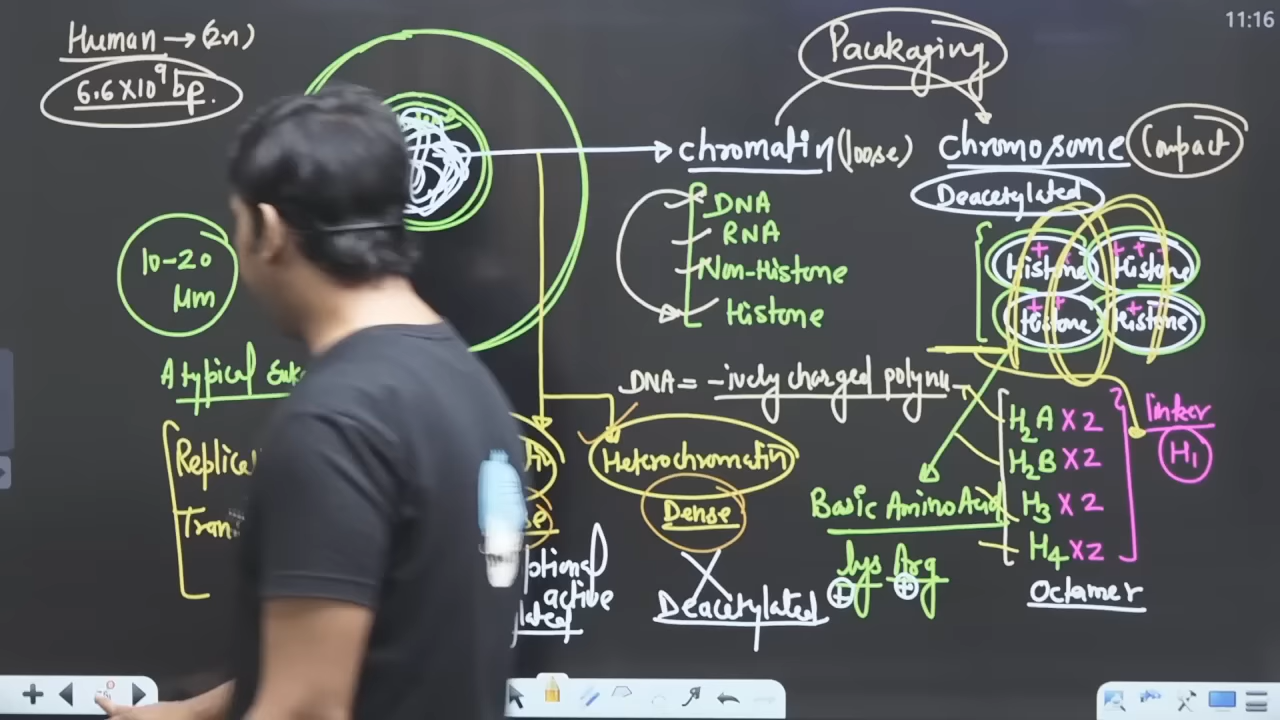 11:16
Human → (2n)
6.6×10⁹ bp.
Pacakaging
chromatin (loose)
chromosome
Compact
Deacetylated
DNA
RNA
Non-Histone
Histone
+ + + +
Histone Histone
+ + +
Histone Histone
10-20
μm
Atypical
DNA = -ively charged polynu
H₂A × 2
H₂B × 2
H₃ × 2
H₄ × 2
Octamer
linker
H₁
Heterochromatin
Dense
Deacetylated
active
Basic Amino Acid
Lys Arg
⊕ ⊕